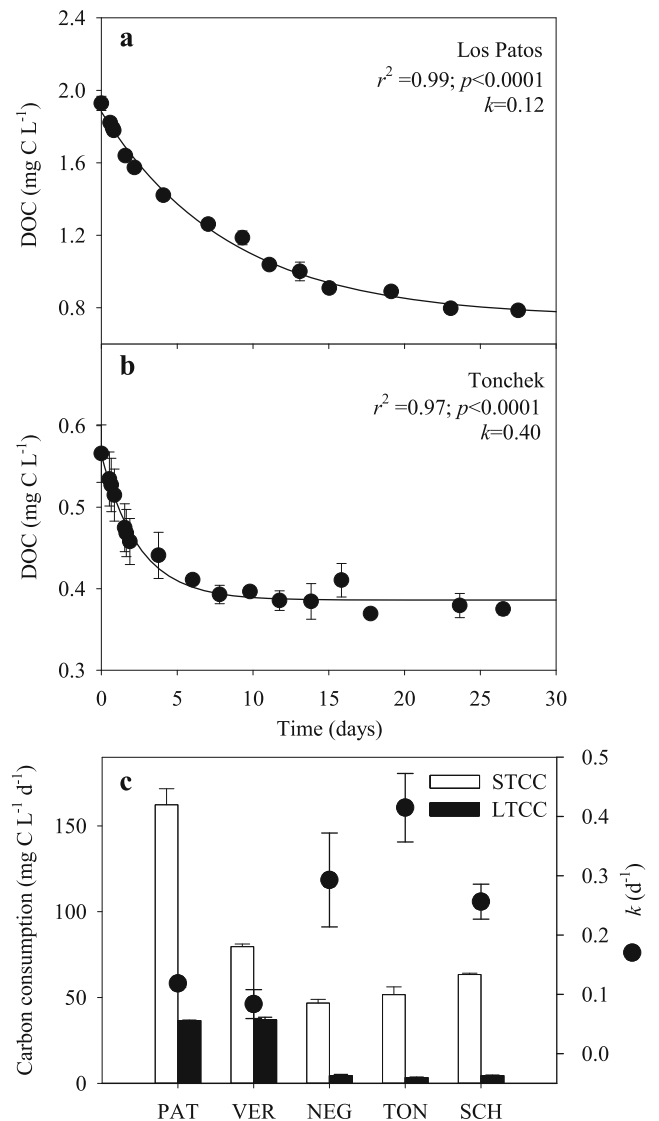 a
Los Patos
r² =0.99; p<0.0001
k=0.12
DOC (mg C L⁻¹)
2.4
2.0
1.6
1.2
0.8
b
Tonchek
r² =0.97; p<0.0001
k=0.40
DOC (mg C L⁻¹)
0.6
0.5
0.4
0.3
0 5 10 15 20 25 30
Time (days)
c
STCC
LTCC
Carbon consumption (mg C L⁻¹ d⁻¹)
150
100
50
0
0.5
0.4
0.3
0.2
0.1
0.0
k (d⁻¹)
PAT VER NEG TON SCH